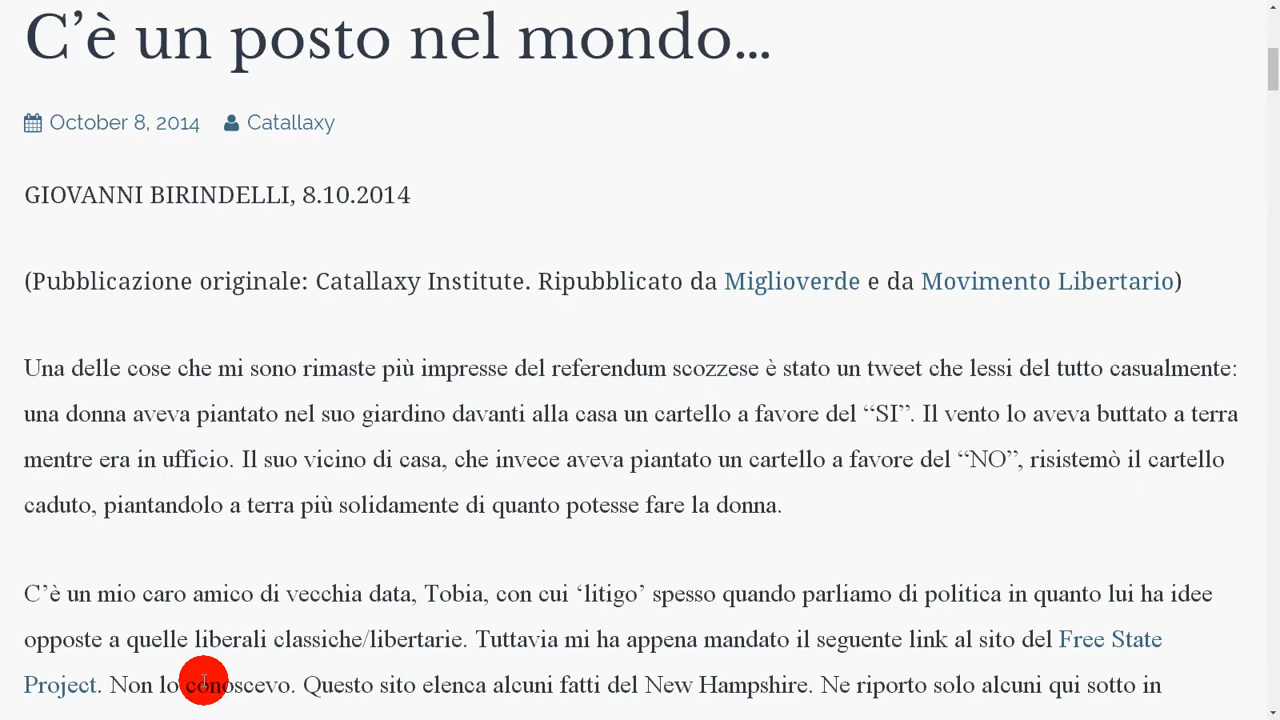 C’è un posto nel mondo…
October 8, 2014 Catallaxy
GIOVANNI BIRINDELLI, 8.10.2014
(Pubblicazione originale: Catallaxy Institute. Ripubblicato da Miglioverde e da Movimento Libertario)
Una delle cose che mi sono rimaste più impresse del referendum scozzese è stato un tweet che lessi del tutto casualmente:
una donna aveva piantato nel suo giardino davanti alla casa un cartello a favore del “SI”. Il vento lo aveva buttato a terra
mentre era in ufficio. Il suo vicino di casa, che invece aveva piantato un cartello a favore del “NO”, risistemò il cartello
caduto, piantandolo a terra più solidamente di quanto potesse fare la donna.
C’è un mio caro amico di vecchia data, Tobia, con cui ‘litigo’ spesso quando parliamo di politica in quanto lui ha idee
opposte a quelle liberali classiche/libertarie. Tuttavia mi ha appena mandato il seguente link al sito del Free State
Project. Non lo conoscevo. Questo sito elenca alcuni fatti del New Hampshire. Ne riporto solo alcuni qui sotto in